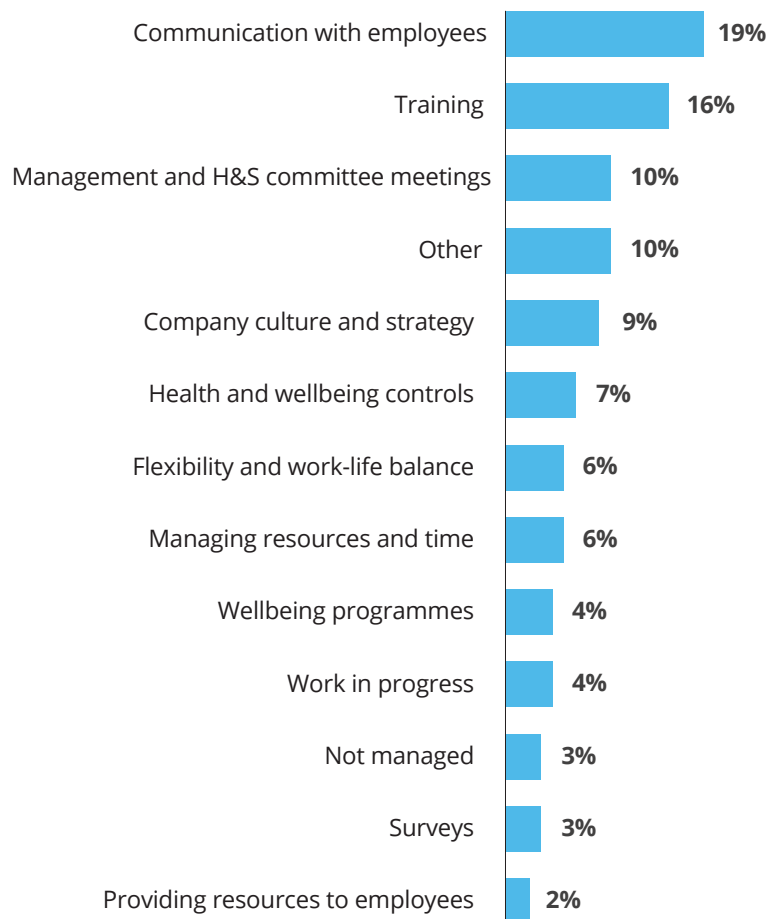 Communication with employees 19%
Training 16%
Management and H&S committee meetings 10%
Other 10%
Company culture and strategy 9%
Health and wellbeing controls 7%
Flexibility and work-life balance 6%
Managing resources and time 6%
Wellbeing programmes 4%
Work in progress 4%
Not managed 3%
Surveys 3%
Providing resources to employees 2%